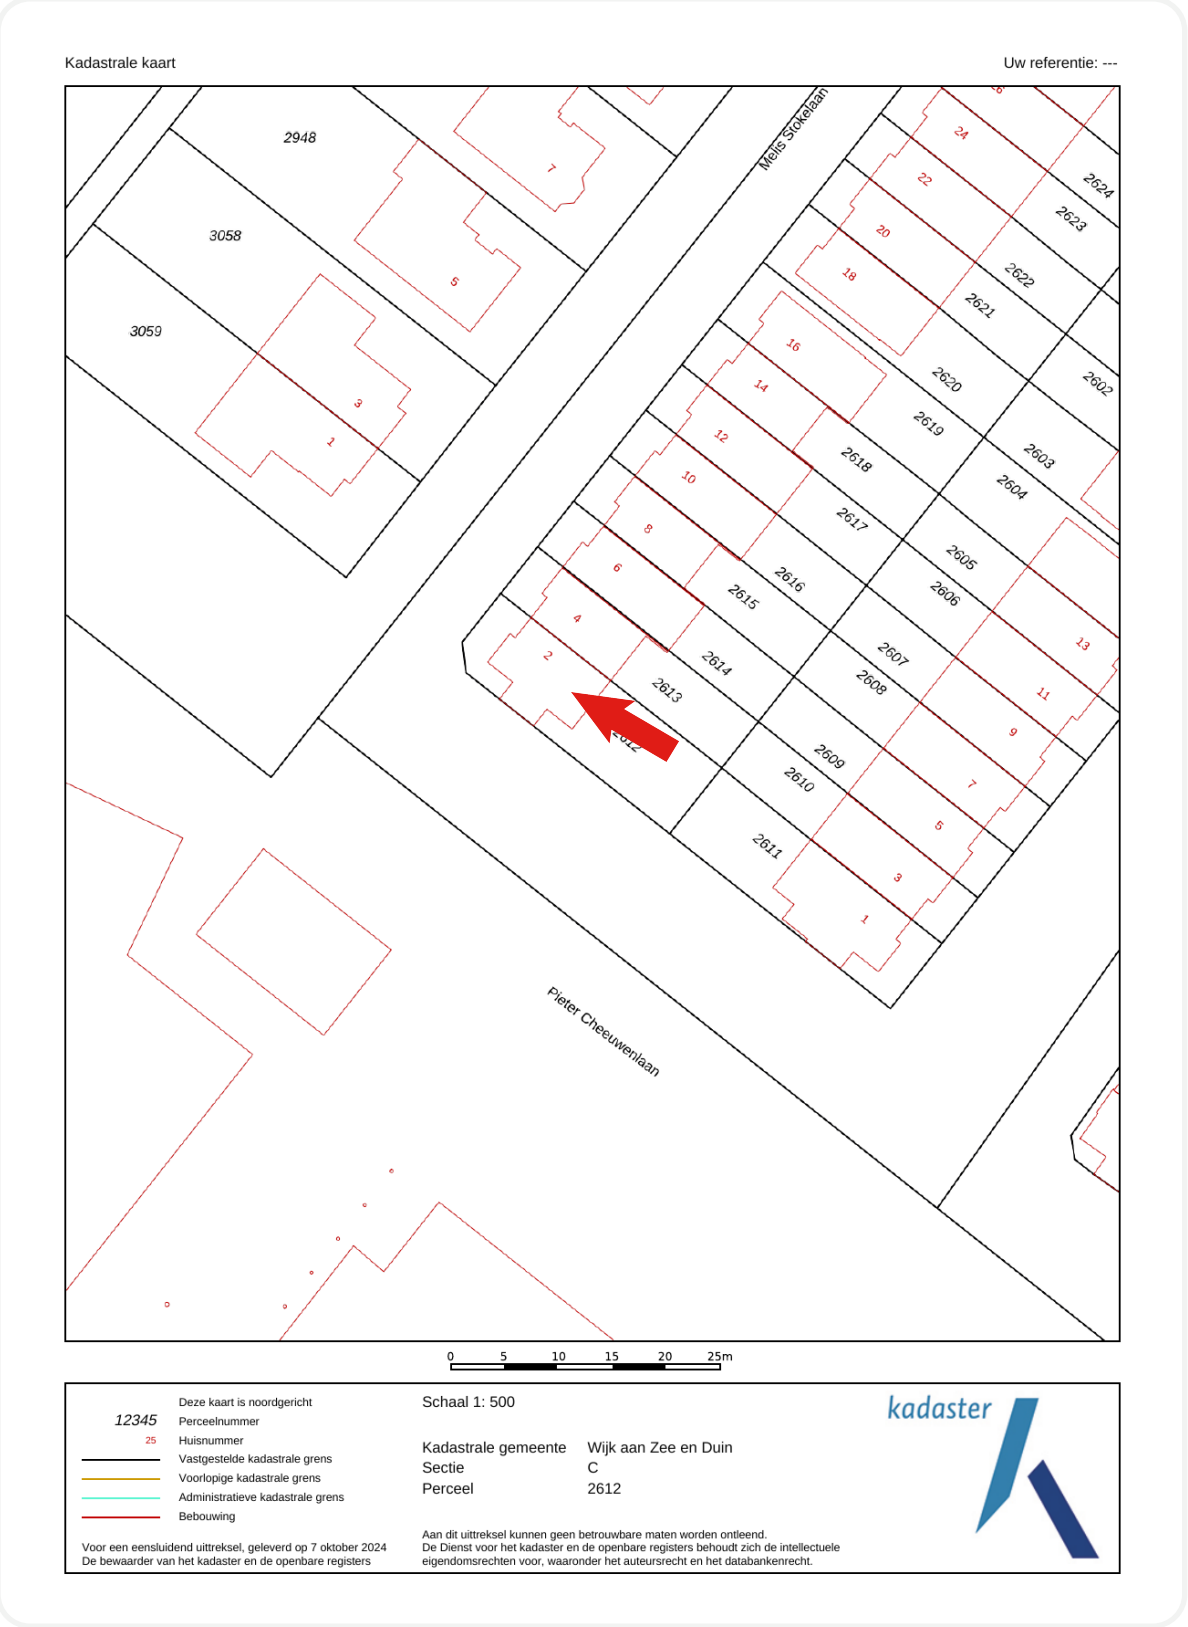 Kadastrale kaart
Uw referentie: ---
Melis Stokelaan
26
24
22
20
18
16
14
12
10
8
6
4
2
7
5
3
1
2948
3058
3059
2624
2623
2622
2621
2620
2619
2618
2617
2616
2615
2614
2613
2612
2602
2603
2604
2605
2606
2607
2608
2609
2610
2611
13
11
9
7
5
3
1
Pieter Cheeuwenlaan
0 5 10 15 20 25m
Deze kaart is noordgericht
12345 Perceelnummer
25 Huisnummer
Vastgestelde kadastrale grens
Voorlopige kadastrale grens
Administratieve kadastrale grens
Bebouwing
Voor een eensluidend uittreksel, geleverd op 7 oktober 2024
De bewaarder van het kadaster en de openbare registers
Schaal 1: 500
Kadastrale gemeente Wijk aan Zee en Duin
Sectie C
Perceel 2612
Aan dit uittreksel kunnen geen betrouwbare maten worden ontleend.
De Dienst voor het kadaster en de openbare registers behoudt zich de intellectuele
eigendomsrechten voor, waaronder het auteursrecht en het databankenrecht.
kadaster